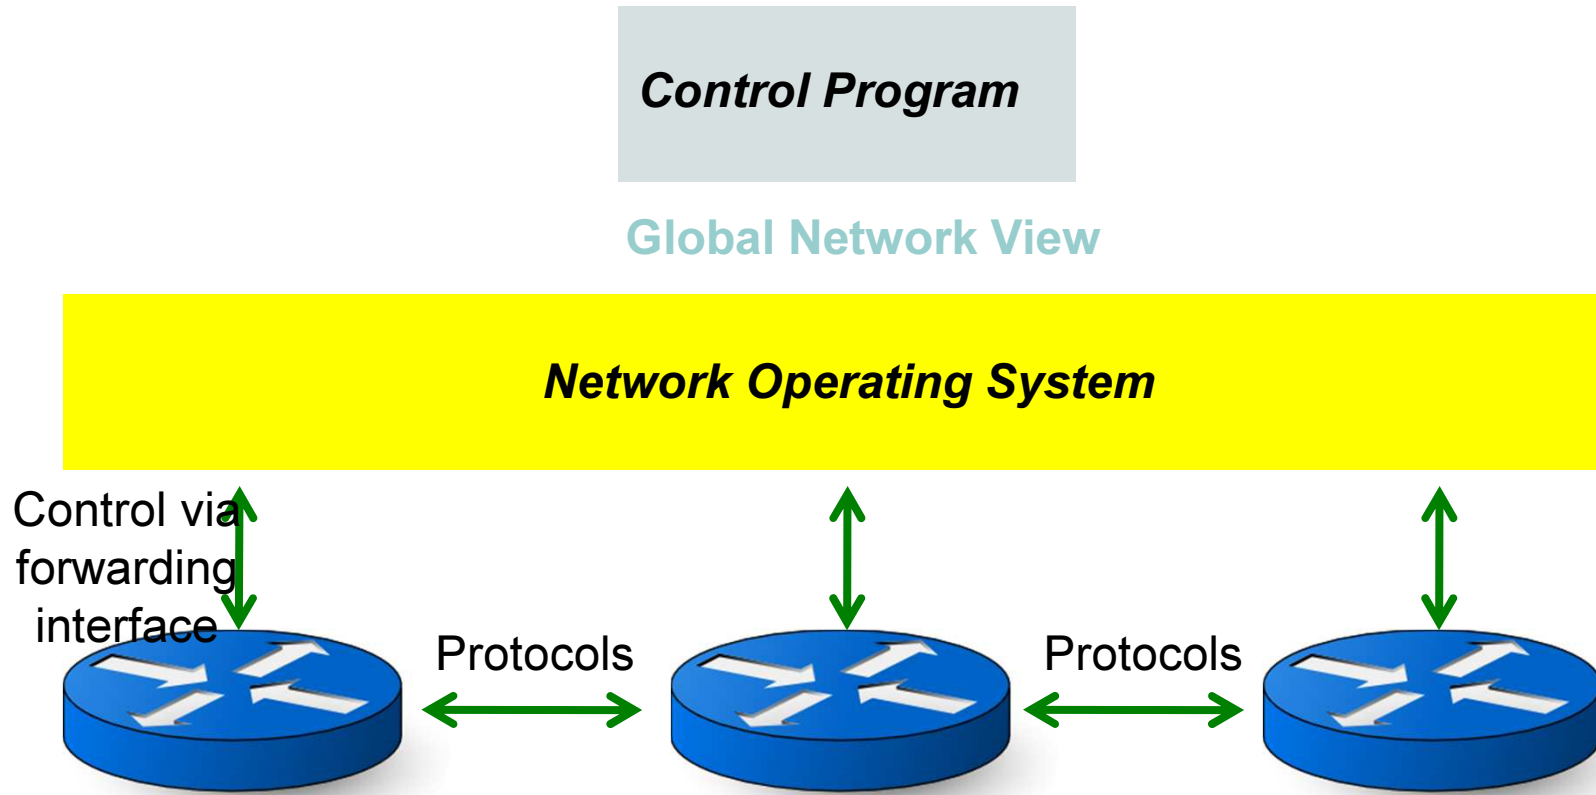 Control Program
Global Network View
Network Operating System
Control via
forwarding
interface
Protocols
Protocols